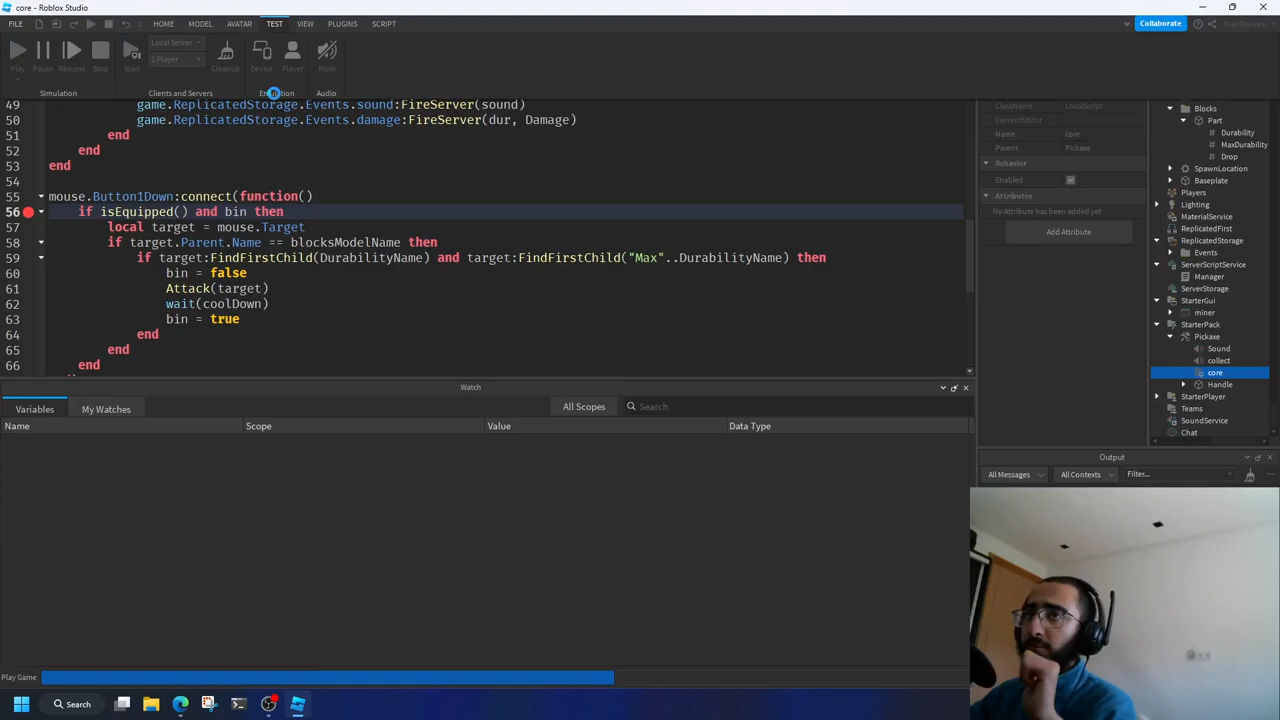 core - Roblox Studio
FILE HOME MODEL AVATAR TEST VIEW PLUGINS SCRIPT Collaborate
Local Server
1 Player
Play Pause Resume Stop Start Cleanup Device Player Mute
Simulation Clients and Servers Audio
49 game.ReplicatedStorage.Events.sound:FireServer(sound)
50 game.ReplicatedStorage.Events.damage:FireServer(dur, Damage)
51 end
52 end
53 end
54
55 mouse.Button1Down:connect(function()
56 if isEquipped() and bin then
57 local target = mouse.Target
58 if target.Parent.Name == blocksModelName then
59 if target:FindFirstChild(DurabilityName) and target:FindFirstChild("Max"..DurabilityName) then
60 bin = false
61 Attack(target)
62 wait(coolDown)
63 bin = true
64 end
65 end
66 end
ClassName LocalScript
CurrentEditor
Name core
Parent Pickaxe
Behavior
Enabled
Attributes
No Attribute has been added yet
Add Attribute
Blocks
Part
Durability
MaxDurability
Drop
SpawnLocation
Baseplate
Players
Lighting
MaterialService
ReplicatedFirst
ReplicatedStorage
Events
ServerScriptService
Manager
ServerStorage
StarterGui
miner
StarterPack
Pickaxe
Sound
collect
core
Handle
StarterPlayer
Teams
SoundService
Chat
Watch
Variables My Watches All Scopes Search
Name Scope Value Data Type
Output
All Messages All Contexts Filter...
Play Game
Search